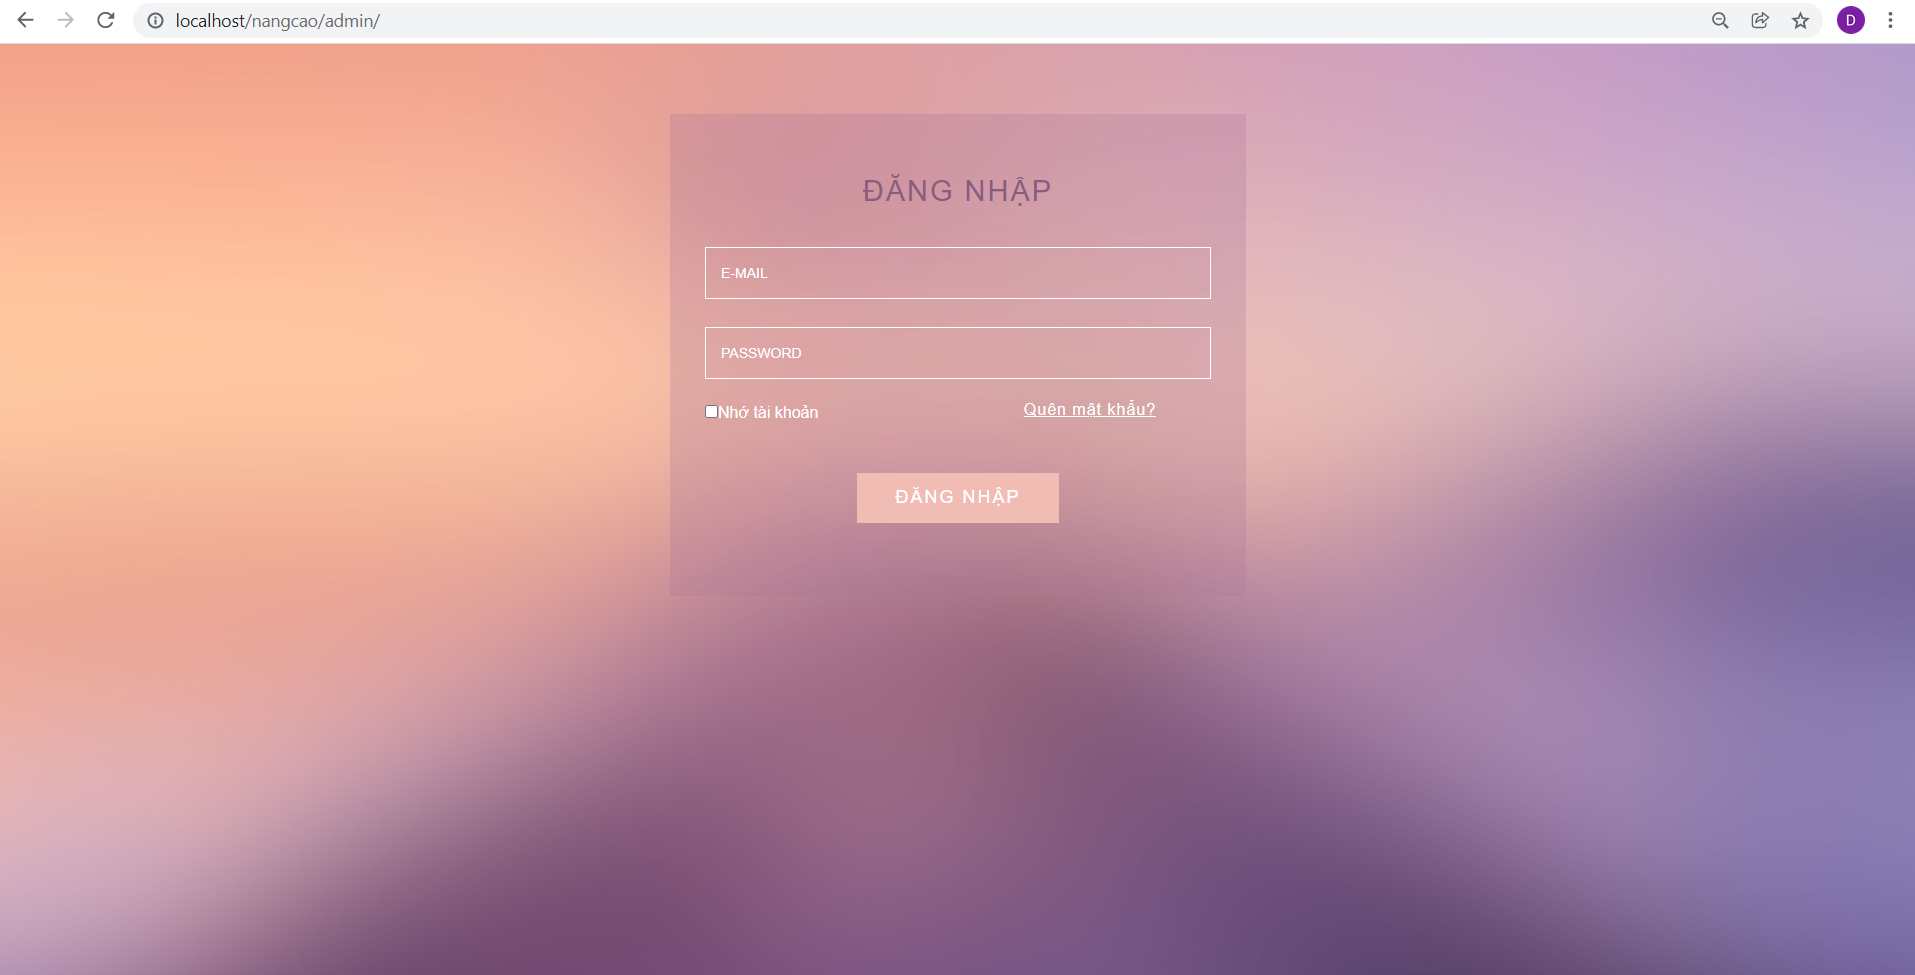 localhost/nangcao/admin/
D
ĐĂNG NHẬP
E-MAIL
PASSWORD
Nhớ tài khoản Quên mật khẩu?
ĐĂNG NHẬP